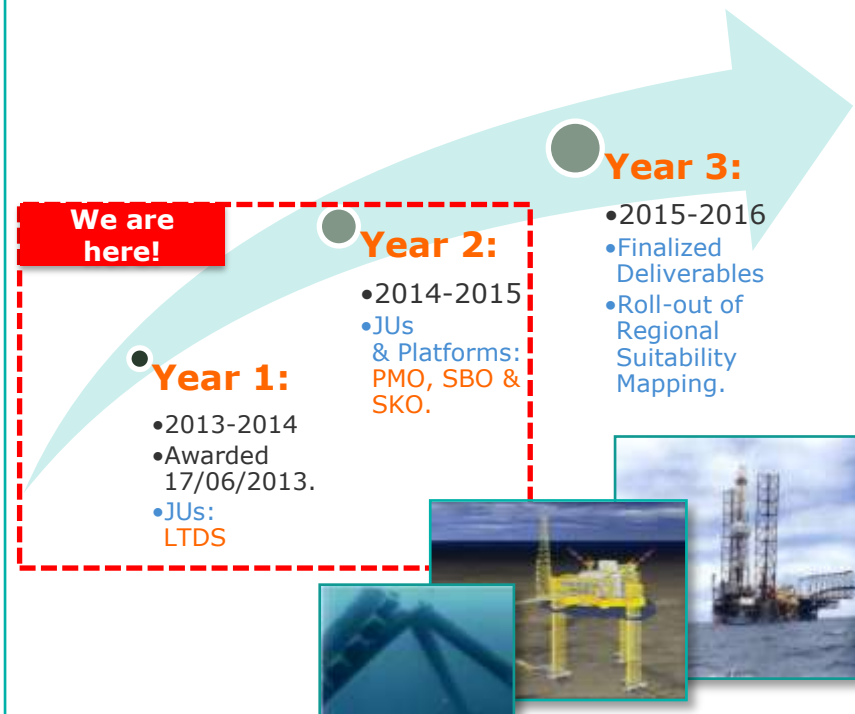 We are
here!
Year 1:
•2013-2014
•Awarded
17/06/2013.
•JUs:
LTDS
Year 2:
•2014-2015
•JUs
& Platforms:
PMO, SBO &
SKO.
Year 3:
•2015-2016
•Finalized
Deliverables
•Roll-out of
Regional
Suitability
Mapping.